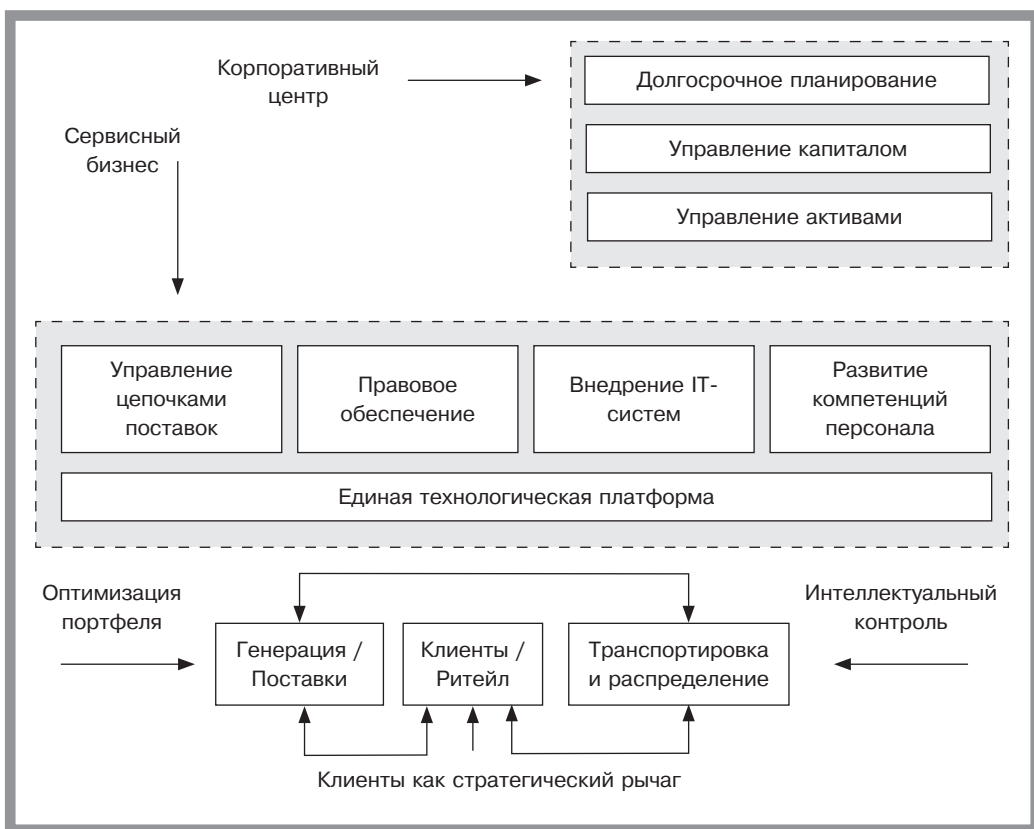 Корпоративный
центр
Долгосрочное планирование
Управление капиталом
Управление активами
Сервисный
бизнес
Управление
цепочками
поставок
Правовое
обеспечение
Внедрение IT-
систем
Развитие
компетенций
персонала
Единая технологическая платформа
Оптимизация
портфеля
Генерация /
Поставки
Клиенты /
Ритейл
Транспортировка
и распределение
Интеллектуальный
контроль
Клиенты как стратегический рычаг